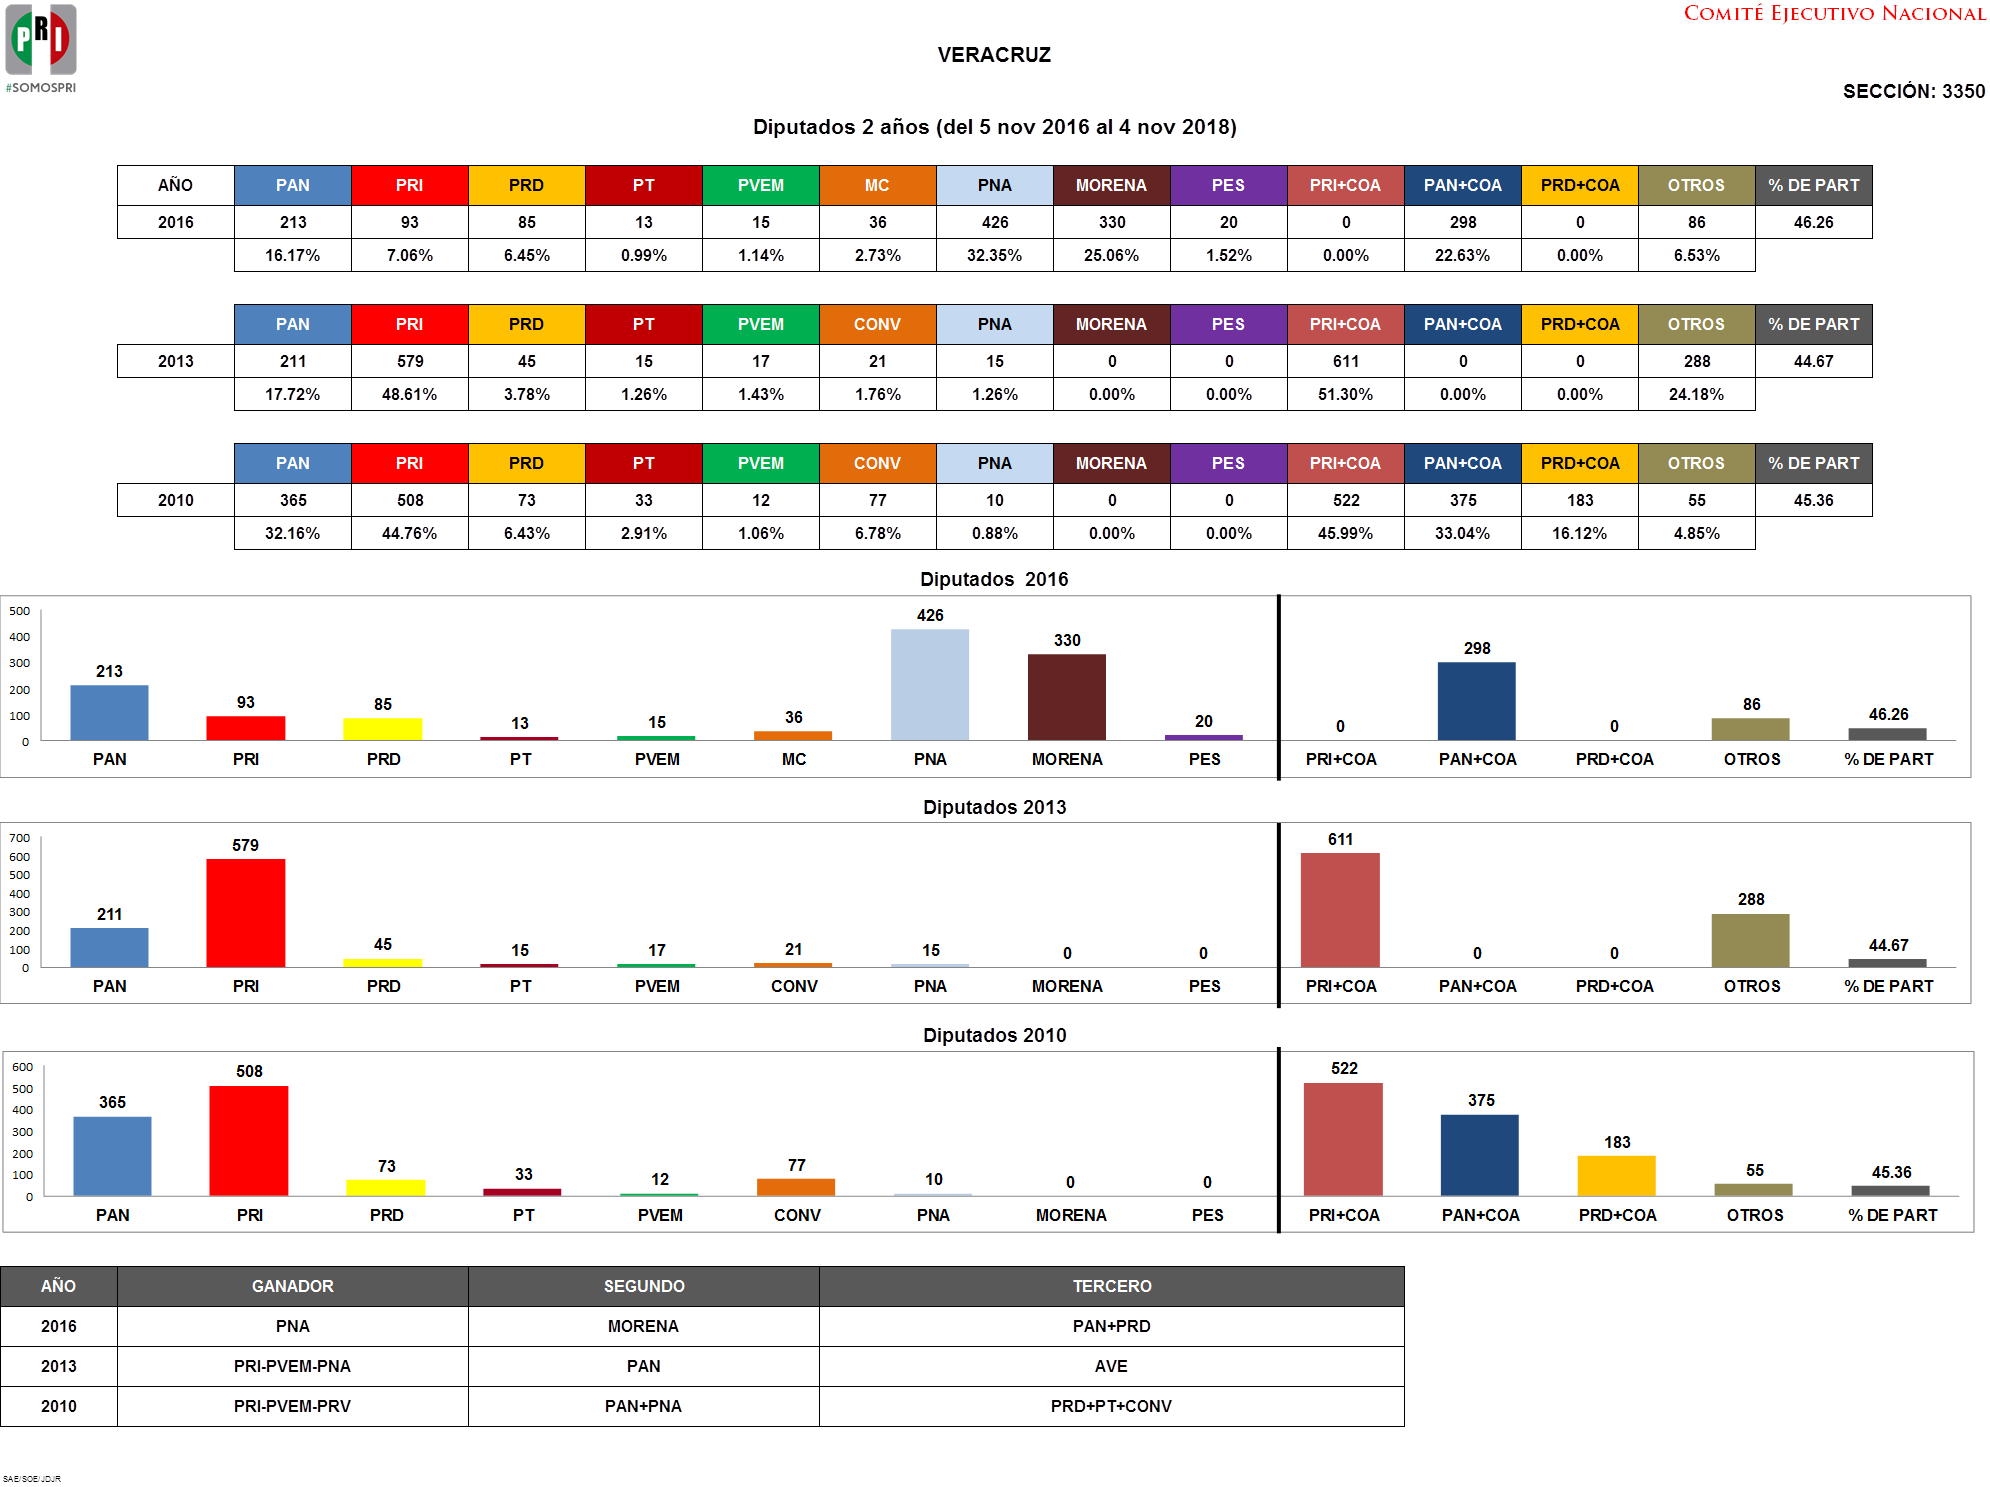 PRI
#SOMOSPRI
COMITÉ EJECUTIVO NACIONAL
VERACRUZ
SECCIÓN: 3350
Diputados 2 años (del 5 nov 2016 al 4 nov 2018)
AÑO PAN PRI PRD PT PVEM MC PNA MORENA PES PRI+COA PAN+COA PRD+COA OTROS % DE PART
2016 213 93 85 13 15 36 426 330 20 0 298 0 86 46.26
16.17% 7.06% 6.45% 0.99% 1.14% 2.73% 32.35% 25.06% 1.52% 0.00% 22.63% 0.00% 6.53%
PAN PRI PRD PT PVEM CONV PNA MORENA PES PRI+COA PAN+COA PRD+COA OTROS % DE PART
2013 211 579 45 15 17 21 15 0 0 611 0 0 288 44.67
17.72% 48.61% 3.78% 1.26% 1.43% 1.76% 1.26% 0.00% 0.00% 51.30% 0.00% 0.00% 24.18%
PAN PRI PRD PT PVEM CONV PNA MORENA PES PRI+COA PAN+COA PRD+COA OTROS % DE PART
2010 365 508 73 33 12 77 10 0 0 522 375 183 55 45.36
32.16% 44.76% 6.43% 2.91% 1.06% 6.78% 0.88% 0.00% 0.00% 45.99% 33.04% 16.12% 4.85%
Diputados 2016
500
400
300
200
100
0
213 93 85 13 15 36 426 330 20 0 298 0 86 46.26
PAN PRI PRD PT PVEM MC PNA MORENA PES PRI+COA PAN+COA PRD+COA OTROS % DE PART
Diputados 2013
700
600
500
400
300
200
100
0
211 579 45 15 17 21 15 0 0 611 0 0 288 44.67
PAN PRI PRD PT PVEM CONV PNA MORENA PES PRI+COA PAN+COA PRD+COA OTROS % DE PART
Diputados 2010
600
500
400
300
200
100
0
365 508 73 33 12 77 10 0 0 522 375 183 55 45.36
PAN PRI PRD PT PVEM CONV PNA MORENA PES PRI+COA PAN+COA PRD+COA OTROS % DE PART
AÑO GANADOR SEGUNDO TERCERO
2016 PNA MORENA PAN+PRD
2013 PRI-PVEM-PNA PAN AVE
2010 PRI-PVEM-PRV PAN+PNA PRD+PT+CONV
SAE/SOE/JDJR